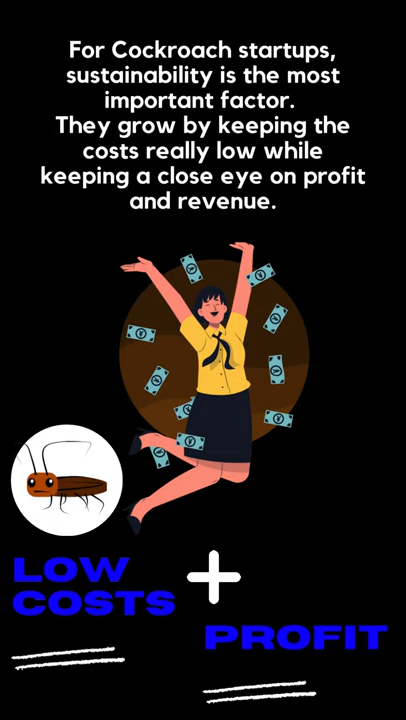 For Cockroach startups,
sustainability is the most
important factor.
They grow by keeping the
costs really low while
keeping a close eye on profit
and revenue.
LOW
COSTS
+
PROFIT